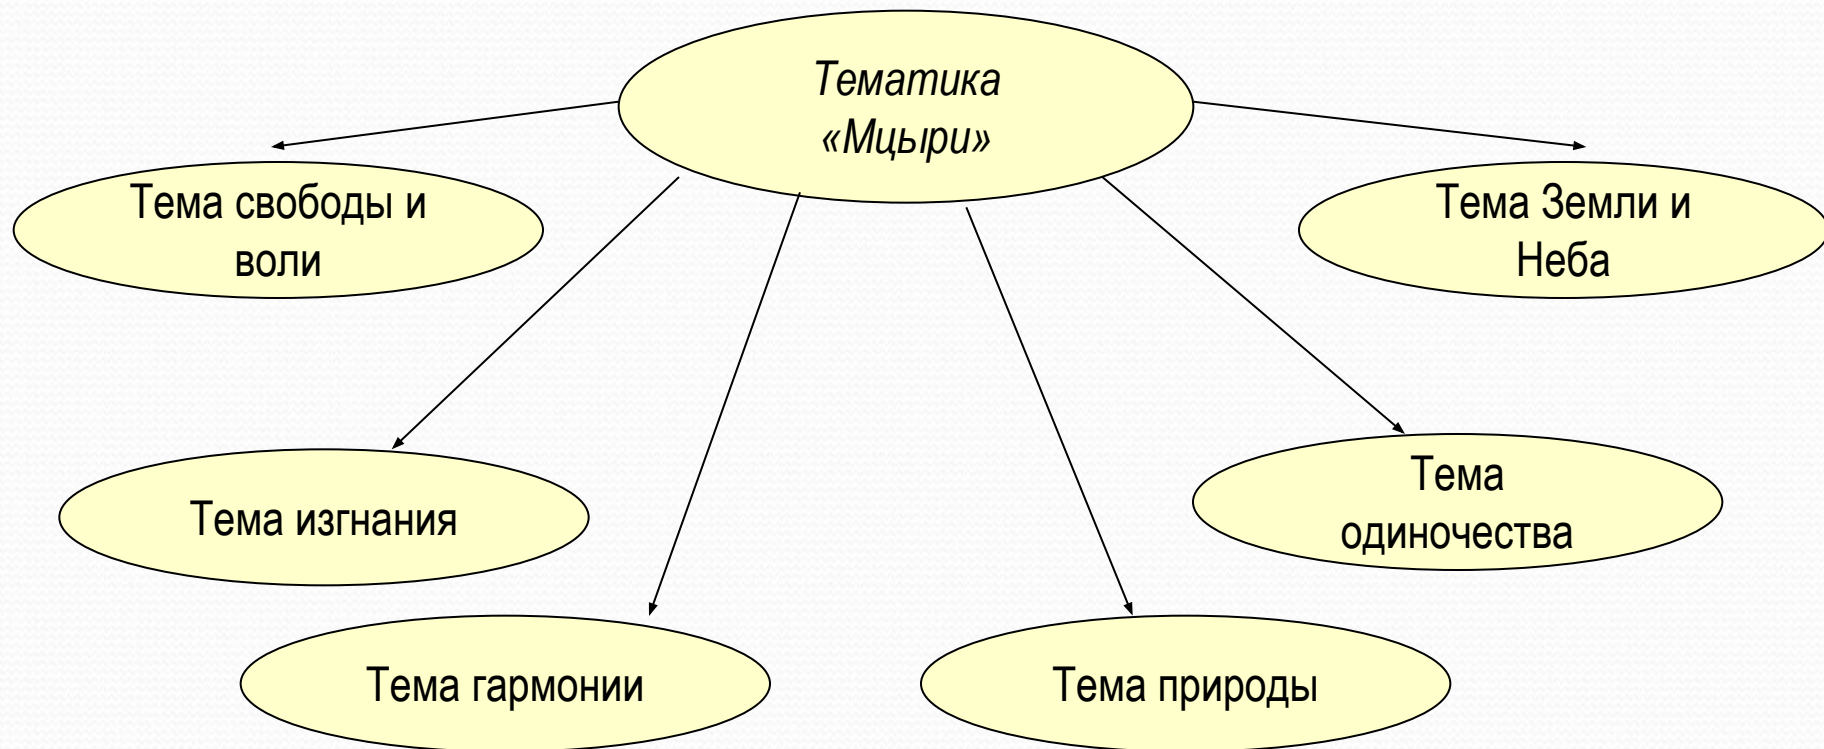 Тематика
«Мцыри»
Тема свободы и
воли
Тема Земли и
Неба
Тема изгнания
Тема
одиночества
Тема гармонии
Тема природы